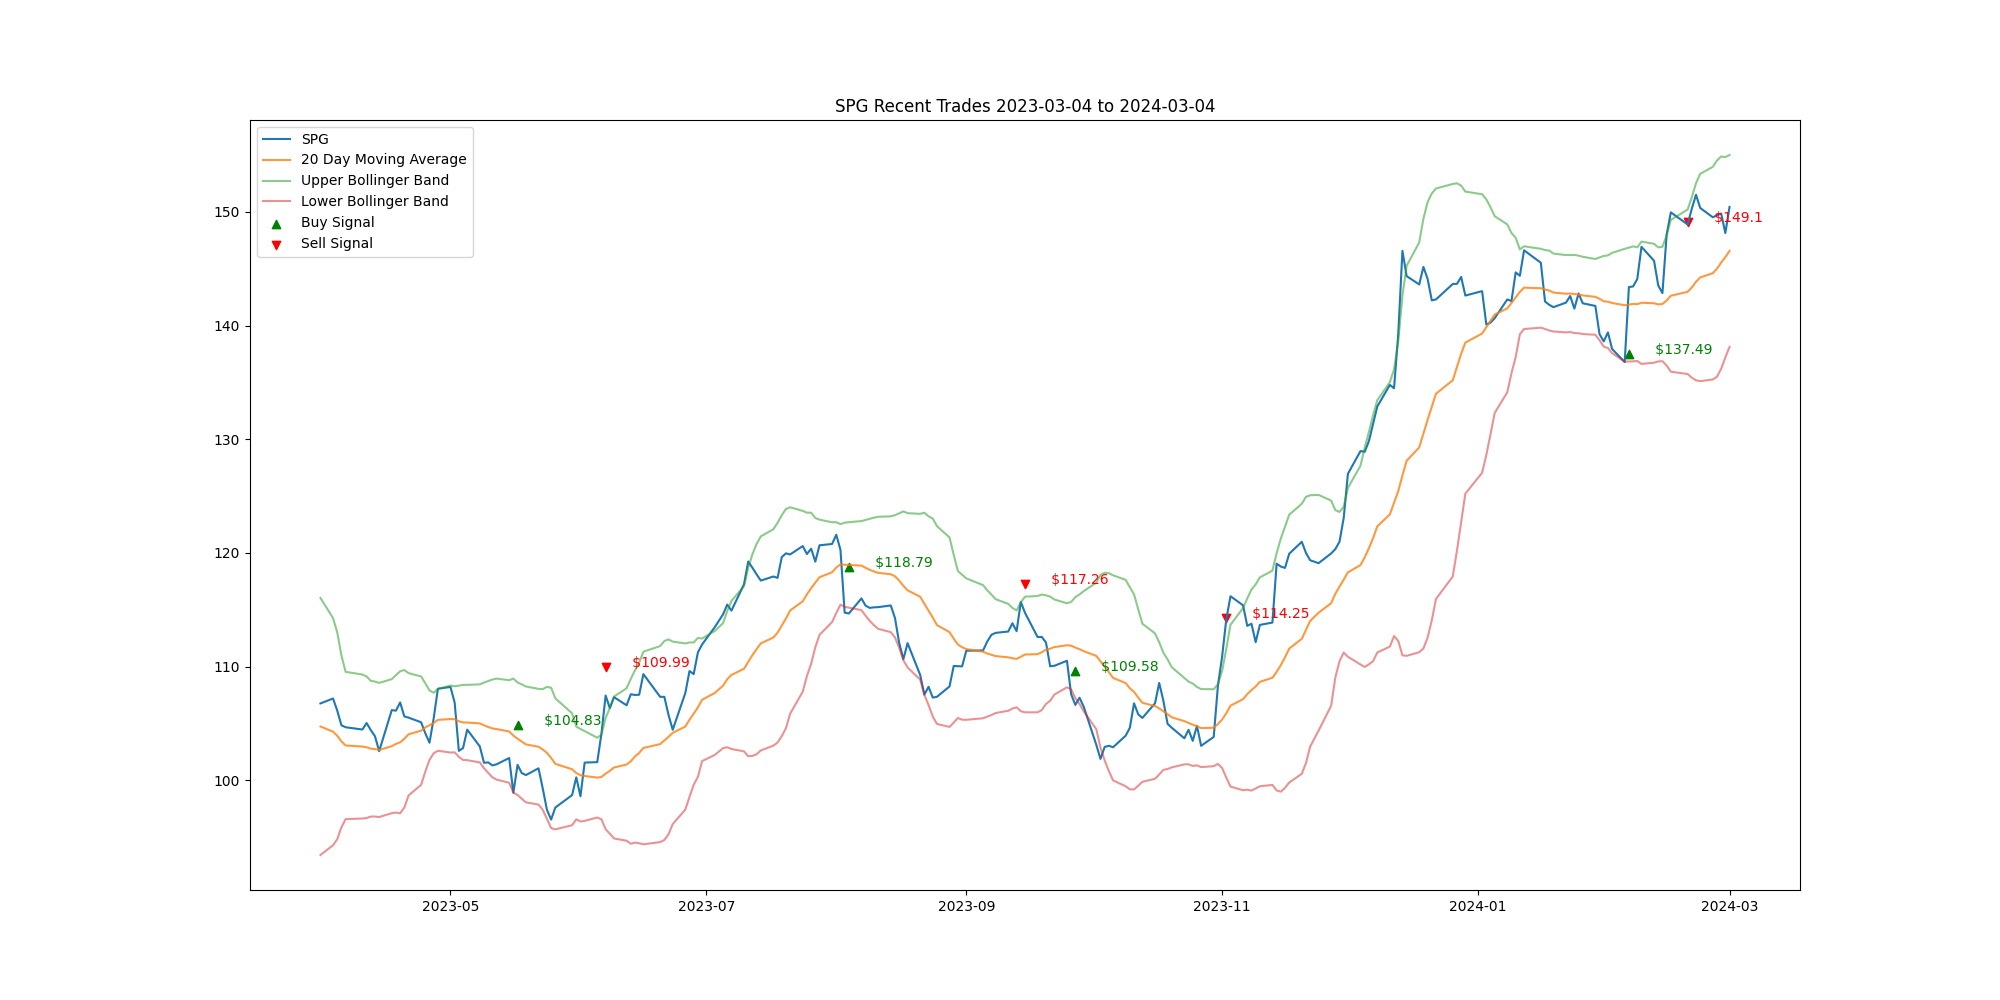 SPG Recent Trades 2023-03-04 to 2024-03-04
SPG
20 Day Moving Average
Upper Bollinger Band
Lower Bollinger Band
Buy Signal
Sell Signal
150
140
130
120
110
100
$149.1
$137.49
$118.79
$117.26
$114.25
$109.99
$109.58
$104.83
2023-05
2023-07
2023-09
2023-11
2024-01
2024-03